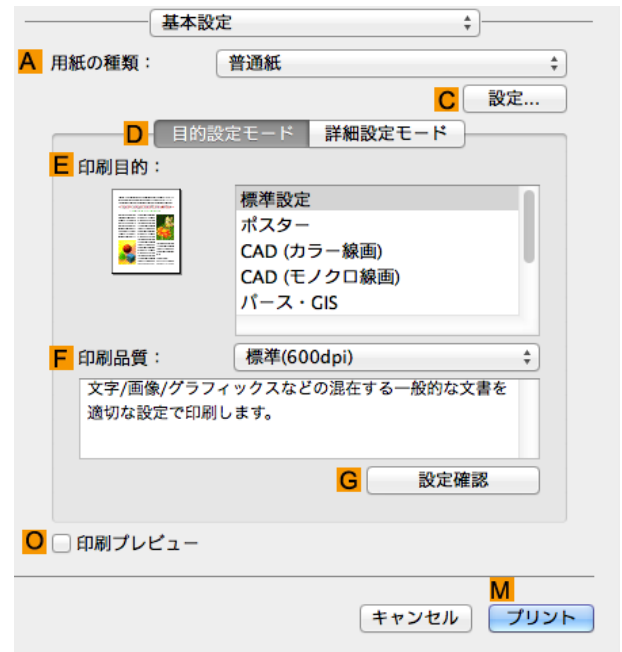 基本設定
A 用紙の種類： 普通紙
C 設定...
D 目的設定モード 詳細設定モード
E 印刷目的：
標準設定
ポスター
CAD (カラー線画)
CAD (モノクロ線画)
パース・GIS
F 印刷品質： 標準(600dpi)
文字/画像/グラフィックスなどの混在する一般的な文書を
適切な設定で印刷します。
G 設定確認
O 印刷プレビュー
M
キャンセル プリント